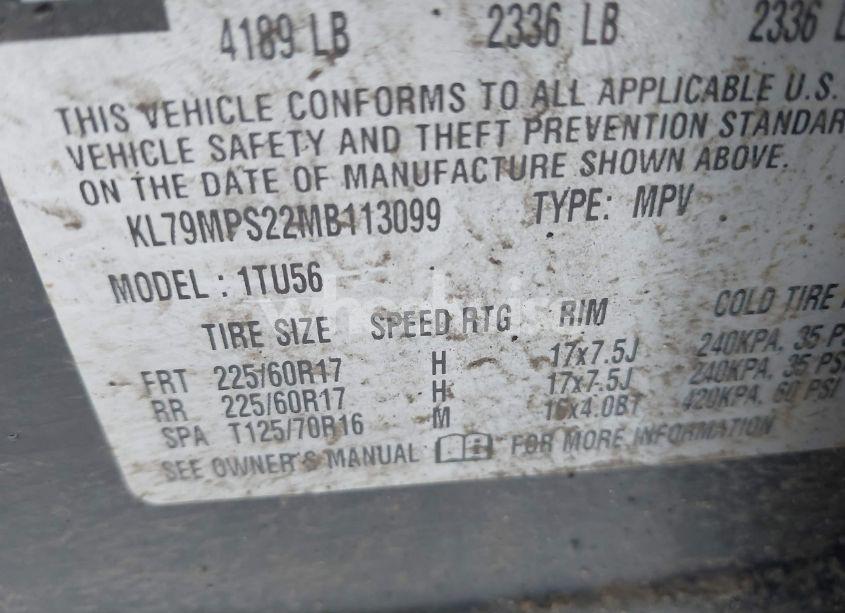 4189 LB 2336 LB 2336 L
THIS VEHICLE CONFORMS TO ALL APPLICABLE U.S.
VEHICLE SAFETY AND THEFT PREVENTION STANDAR
ON THE DATE OF MANUFACTURE SHOWN ABOVE.
KL79MPS22MB113099 TYPE: MPV
MODEL: 1TU56
TIRE SIZE SPEED RTG RIM COLD TIRE
FRT 225/60R17 H 17x7.5J 240KPA, 35 P
RR 225/60R17 H 17x7.5J 240KPA, 35 PS
SPA T125/70R16 M 16x4.0BT 420KPA, 60 PSI
SEE OWNER'S MANUAL FOR MORE INFORMATION